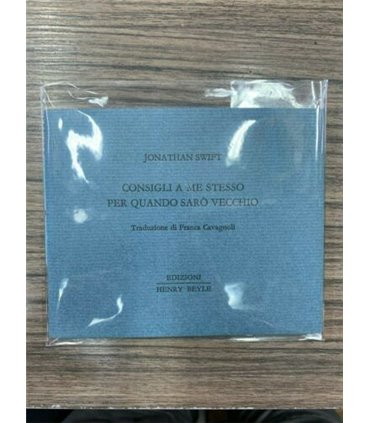 JONATHAN SWIFT
CONSIGLI A ME STESSO
PER QUANDO SARÒ VECCHIO
Traduzione di Franca Cavagnoli
EDIZIONI
HENRY BEYLE